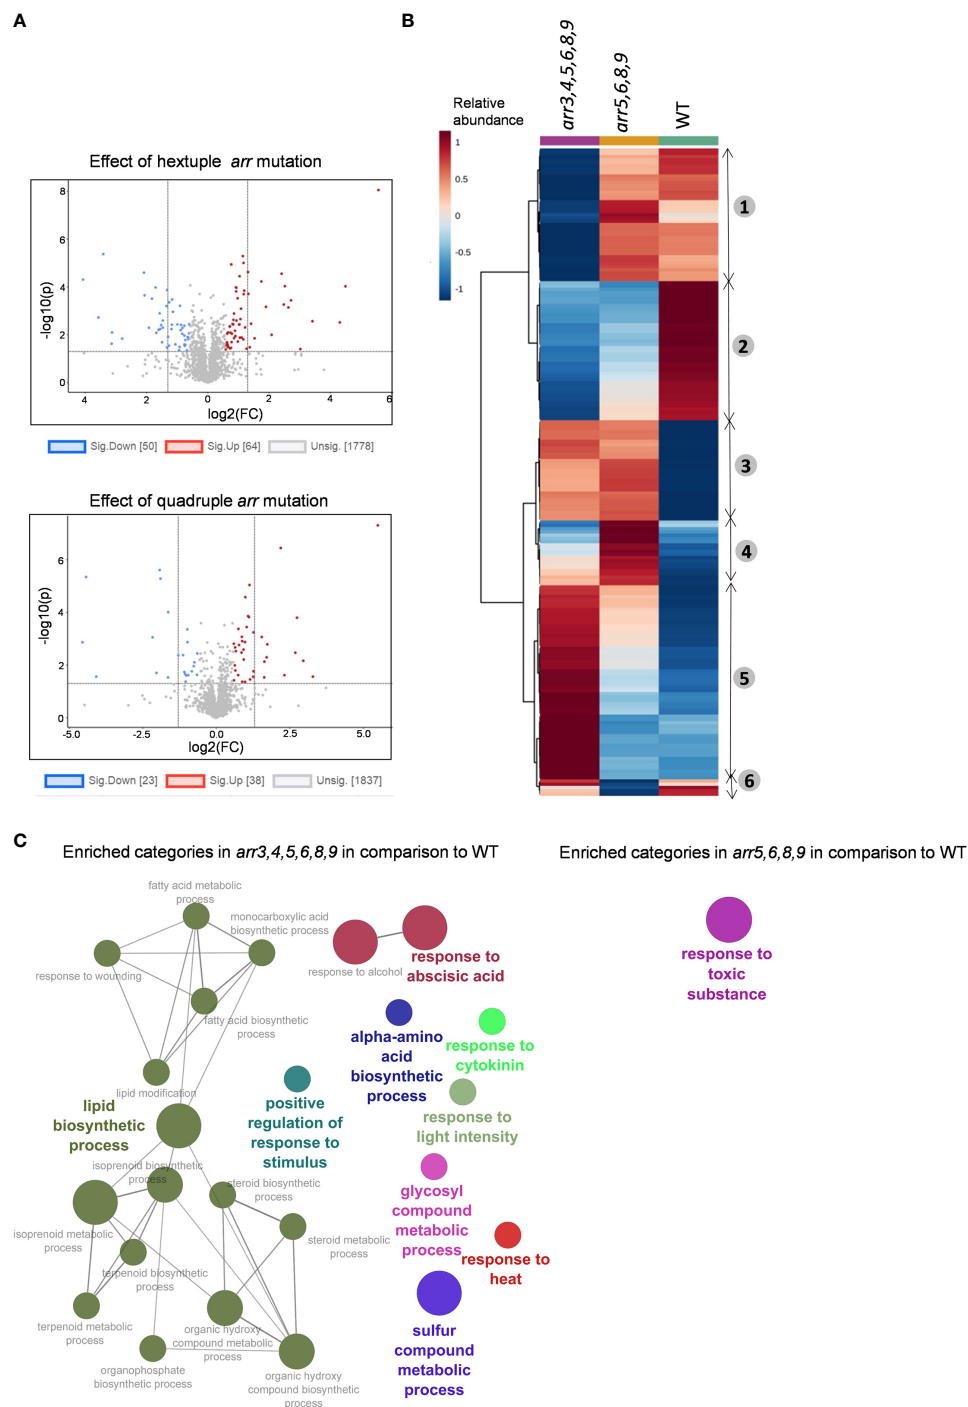 A
Effect of hextuple arr mutation
-log10(p)
8
6
4
2
0
4
2
0
2
4
6
log2(FC)
Sig.Down [50]
Sig.Up [64]
Unsig. [1778]
Effect of quadruple arr mutation
-log10(p)
6
4
2
0
-5.0
-2.5
0.0
2.5
5.0
log2(FC)
Sig.Down [23]
Sig.Up [38]
Unsig. [1837]
B
Relative
abundance
1
0.5
0
-0.5
-1
arr3,4,5,6,8,9
arr5,6,8,9
WT
1
2
3
4
5
6
C
Enriched categories in arr3,4,5,6,8,9 in comparison to WT
fatty acid metabolic
process
monocarboxylic acid
biosynthetic process
response to wounding
fatty acid biosynthetic
process
lipid modification
lipid
biosynthetic
process
isoprenoid biosynthetic
process
steroid biosynthetic
process
isoprenoid metabolic
process
steroid metabolic
process
terpenoid biosynthetic
process
terpenoid metabolic
process
organic hydroxy
compound metabolic
process
organophosphate
biosynthetic process
organic hydroxy
compound biosynthetic
process
response to alcohol
response to
abscisic acid
alpha-amino
acid
biosynthetic
process
response to
cytokinin
positive
regulation of
response to
stimulus
response to
light intensity
glycosyl
compound
metabolic
process
response to
heat
sulfur
compound
metabolic
process
Enriched categories in arr5,6,8,9 in comparison to WT
response to
toxic
substance